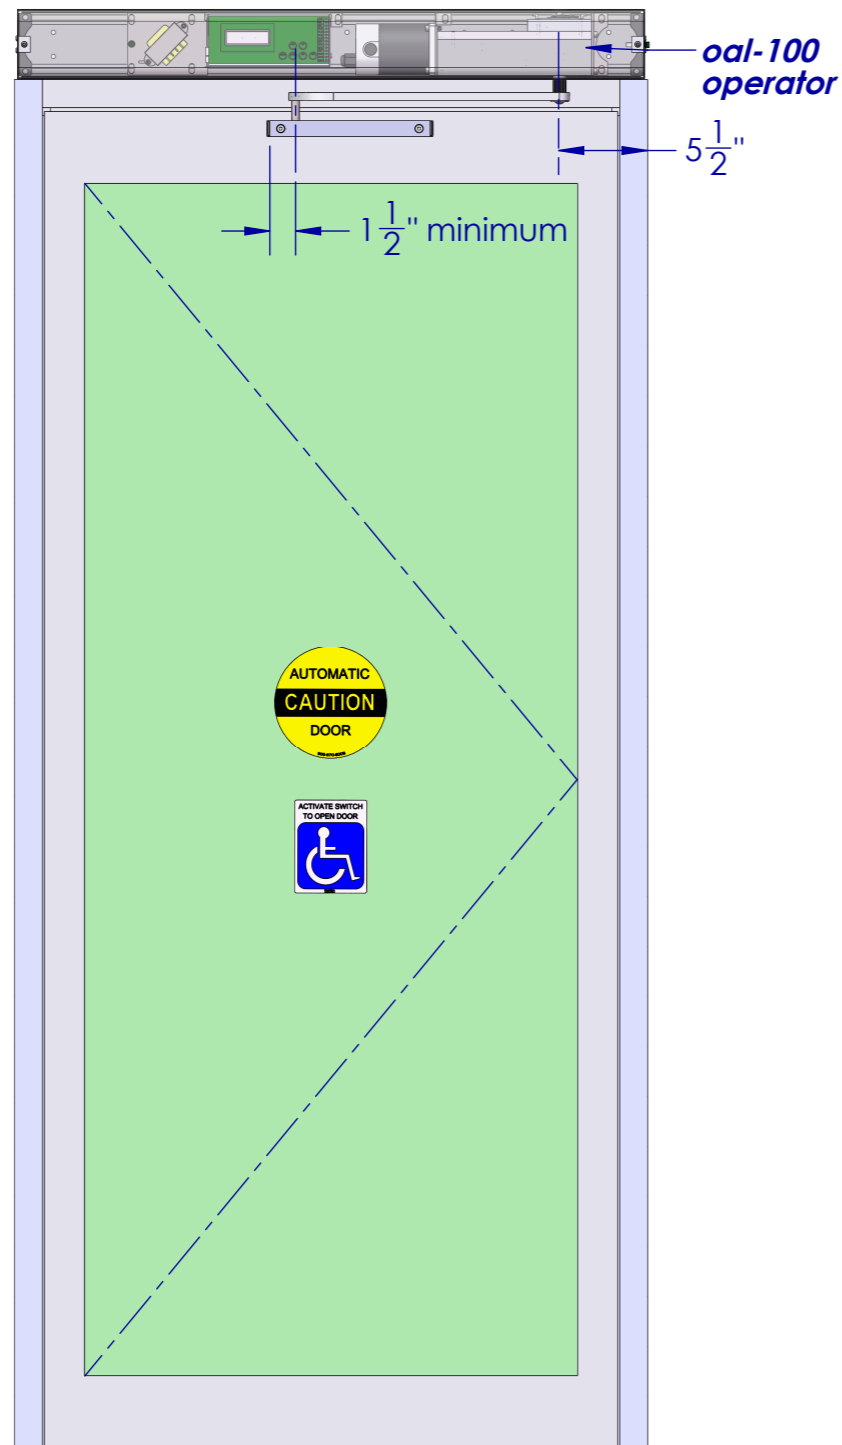 oal-100
operator
5 1/2"
1 1/2" minimum
AUTOMATIC
CAUTION
DOOR
ACTIVATE SWITCH
TO OPEN DOOR